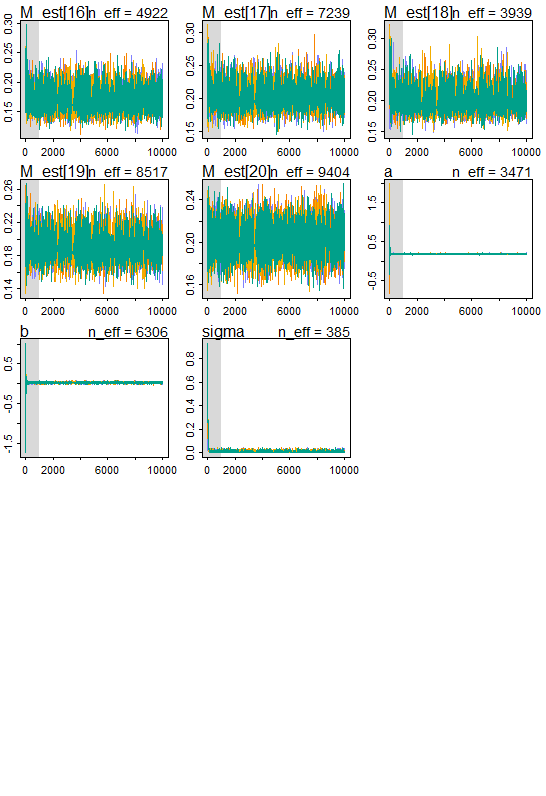 M_est[16] n_eff = 4922
0.15 0.20 0.25 0.30
0 2000 6000 10000
M_est[17] n_eff = 7239
0.15 0.20 0.25 0.30
0 2000 6000 10000
M_est[18] n_eff = 3939
0.15 0.20 0.25 0.30
0 2000 6000 10000
M_est[19] n_eff = 8517
0.14 0.18 0.22 0.26
0 2000 6000 10000
M_est[20] n_eff = 9404
0.16 0.20 0.24
0 2000 6000 10000
a n_eff = 3471
-0.5 0.5 2.0
0 2000 6000 10000
b n_eff = 6306
-1.5 -0.5 0.5
0 2000 6000 10000
sigma n_eff = 385
0.0 0.2 0.4 0.6 0.8
0 2000 6000 10000